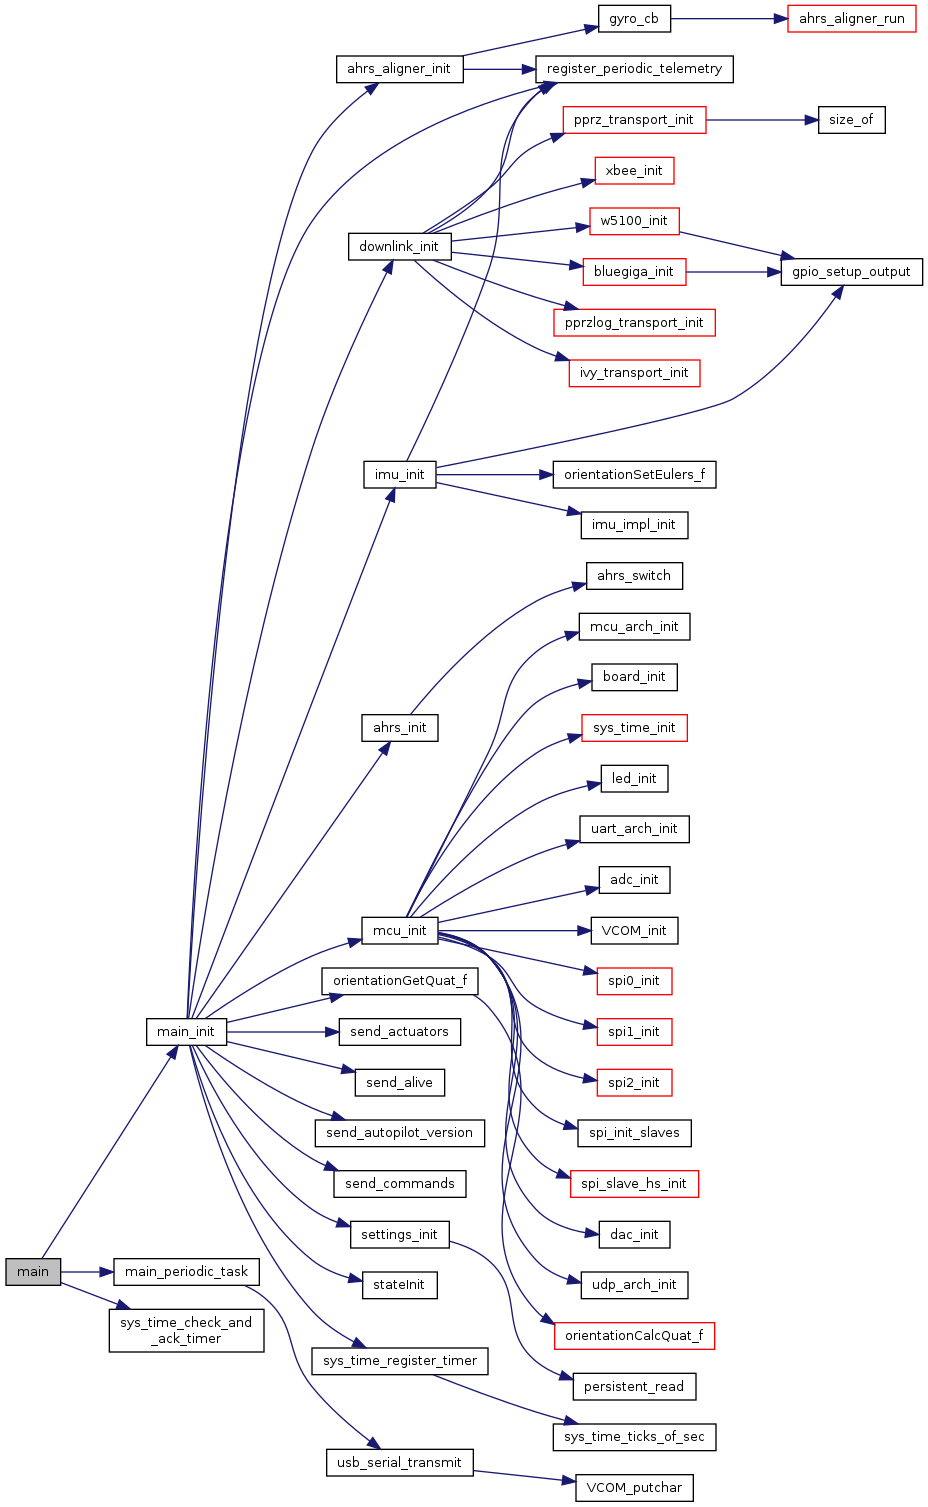 gyro_cb
ahrs_aligner_run
ahrs_aligner_init
register_periodic_telemetry
pprz_transport_init
size_of
xbee_init
w5100_init
downlink_init
bluegiga_init
gpio_setup_output
pprzlog_transport_init
ivy_transport_init
imu_init
orientationSetEulers_f
imu_impl_init
ahrs_switch
mcu_arch_init
board_init
ahrs_init
sys_time_init
led_init
uart_arch_init
adc_init
mcu_init
VCOM_init
orientationGetQuat_f
spi0_init
main_init
send_actuators
spi1_init
send_alive
spi2_init
send_autopilot_version
spi_init_slaves
send_commands
spi_slave_hs_init
settings_init
dac_init
main
main_periodic_task
stateInit
udp_arch_init
sys_time_check_and
_ack_timer
orientationCalcQuat_f
sys_time_register_timer
persistent_read
sys_time_ticks_of_sec
usb_serial_transmit
VCOM_putchar